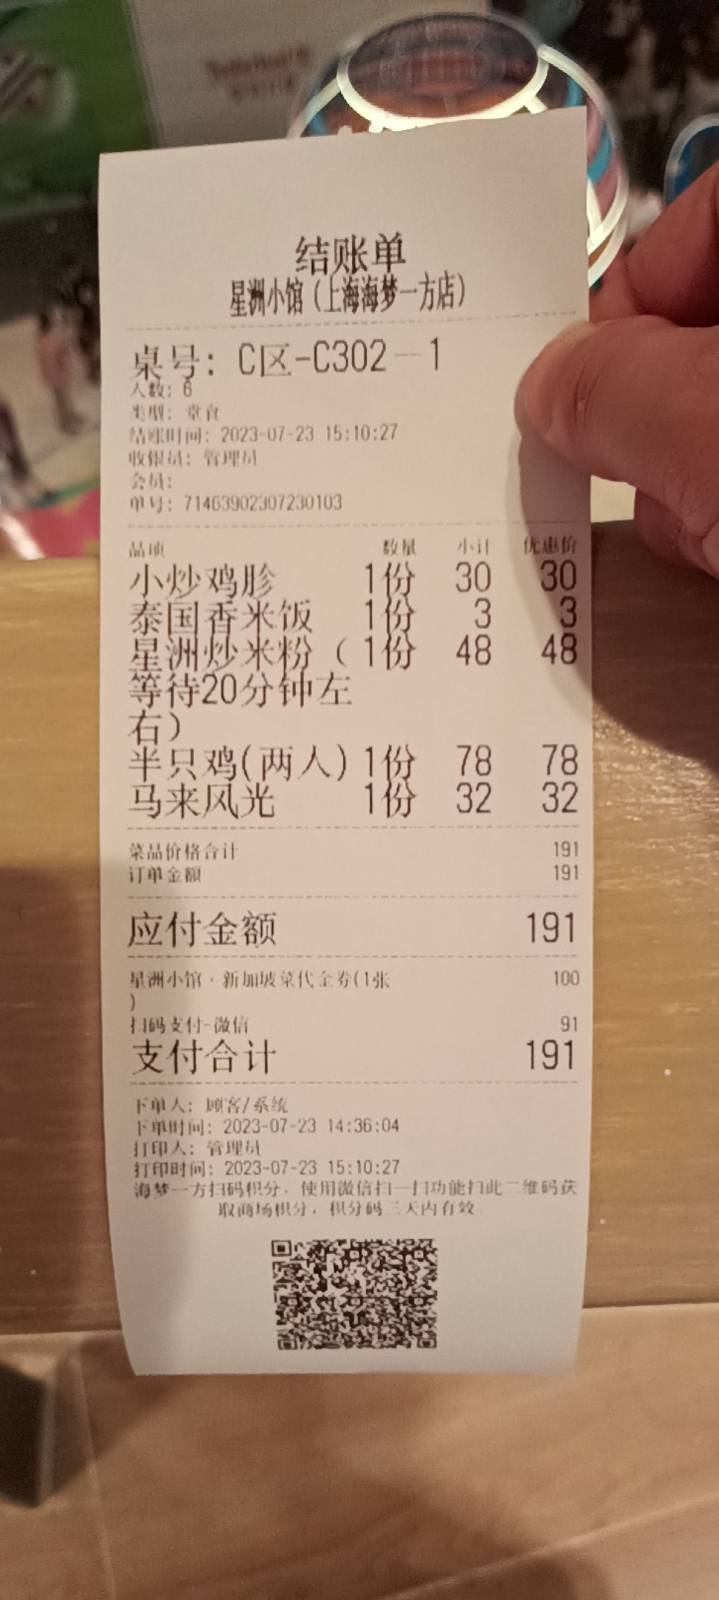 结账单
星洲小馆（上海海梦一方店）
桌号: C区-C302－1
人数: 6
类型: 堂食
结账时间: 2023-07-23 15:10:27
收银员: 管理员
会员:
单号: 71463902307230103
品项 数量 小计 优惠价
小炒鸡胗 1份 30 30
泰国香米饭 1份 3 3
星洲炒米粉（ 1份 48 48
等待20分钟左
右）
半只鸡(两人) 1份 78 78
马来风光 1份 32 32
菜品价格合计 191
订单金额 191
应付金额 191
星洲小馆·新加坡菜代金券(1张 100
)
扫码支付-微信 91
支付合计 191
下单人: 顾客/系统
下单时间: 2023-07-23 14:36:04
打印人: 管理员
打印时间: 2023-07-23 15:10:27
海梦一方扫码积分，使用微信扫一扫功能扫此二维码获
取商场积分，积分码三天内有效